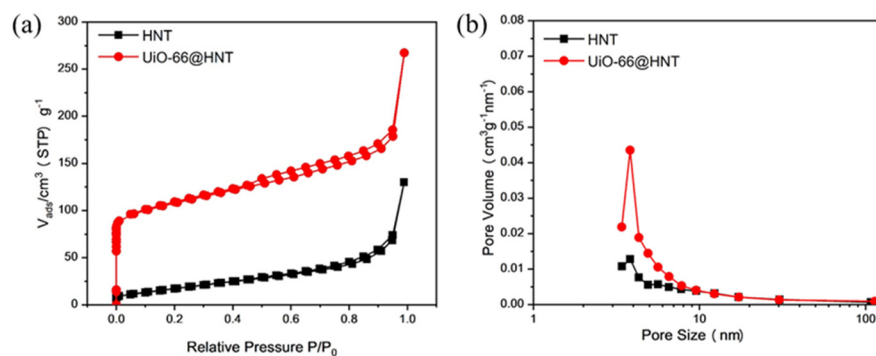 (a)
HNT
UiO-66@HNT
300
250
200
150
100
50
0
V_ads/cm³ (STP) g⁻¹
0.0 0.2 0.4 0.6 0.8 1.0
Relative Pressure P/P₀
(b)
HNT
UiO-66@HNT
0.08
0.07
0.06
0.05
0.04
0.03
0.02
0.01
0.00
Pore Volume (cm³g⁻¹nm⁻¹)
1 10 100
Pore Size (nm)